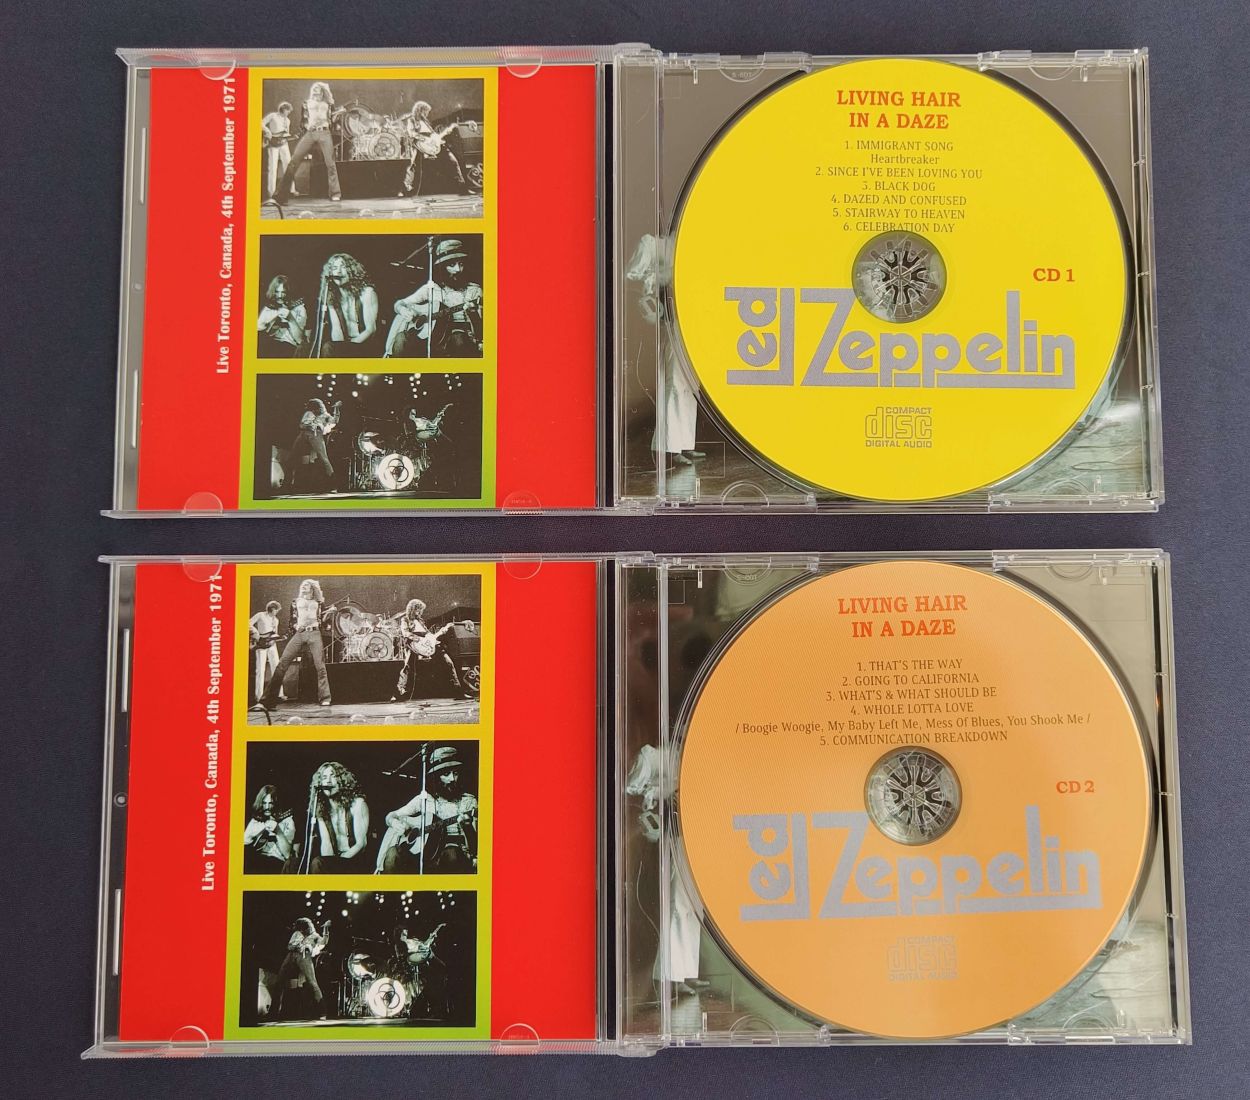 Live Toronto, Canada, 4th September 1971
LIVING HAIR
IN A DAZE
1. IMMIGRANT SONG
Heartbreaker
2. SINCE I'VE BEEN LOVING YOU
3. BLACK DOG
4. DAZED AND CONFUSED
5. STAIRWAY TO HEAVEN
6. CELEBRATION DAY
CD 1
Led Zeppelin
COMPACT
disc
DIGITAL AUDIO
Live Toronto, Canada, 4th September 1971
LIVING HAIR
IN A DAZE
1. THAT'S THE WAY
2. GOING TO CALIFORNIA
3. WHAT'S & WHAT SHOULD BE
4. WHOLE LOTTA LOVE
/ Boogie Woogie, My Baby Left Me, Mess Of Blues, You Shook Me /
5. COMMUNICATION BREAKDOWN
CD 2
Led Zeppelin
COMPACT
disc
DIGITAL AUDIO